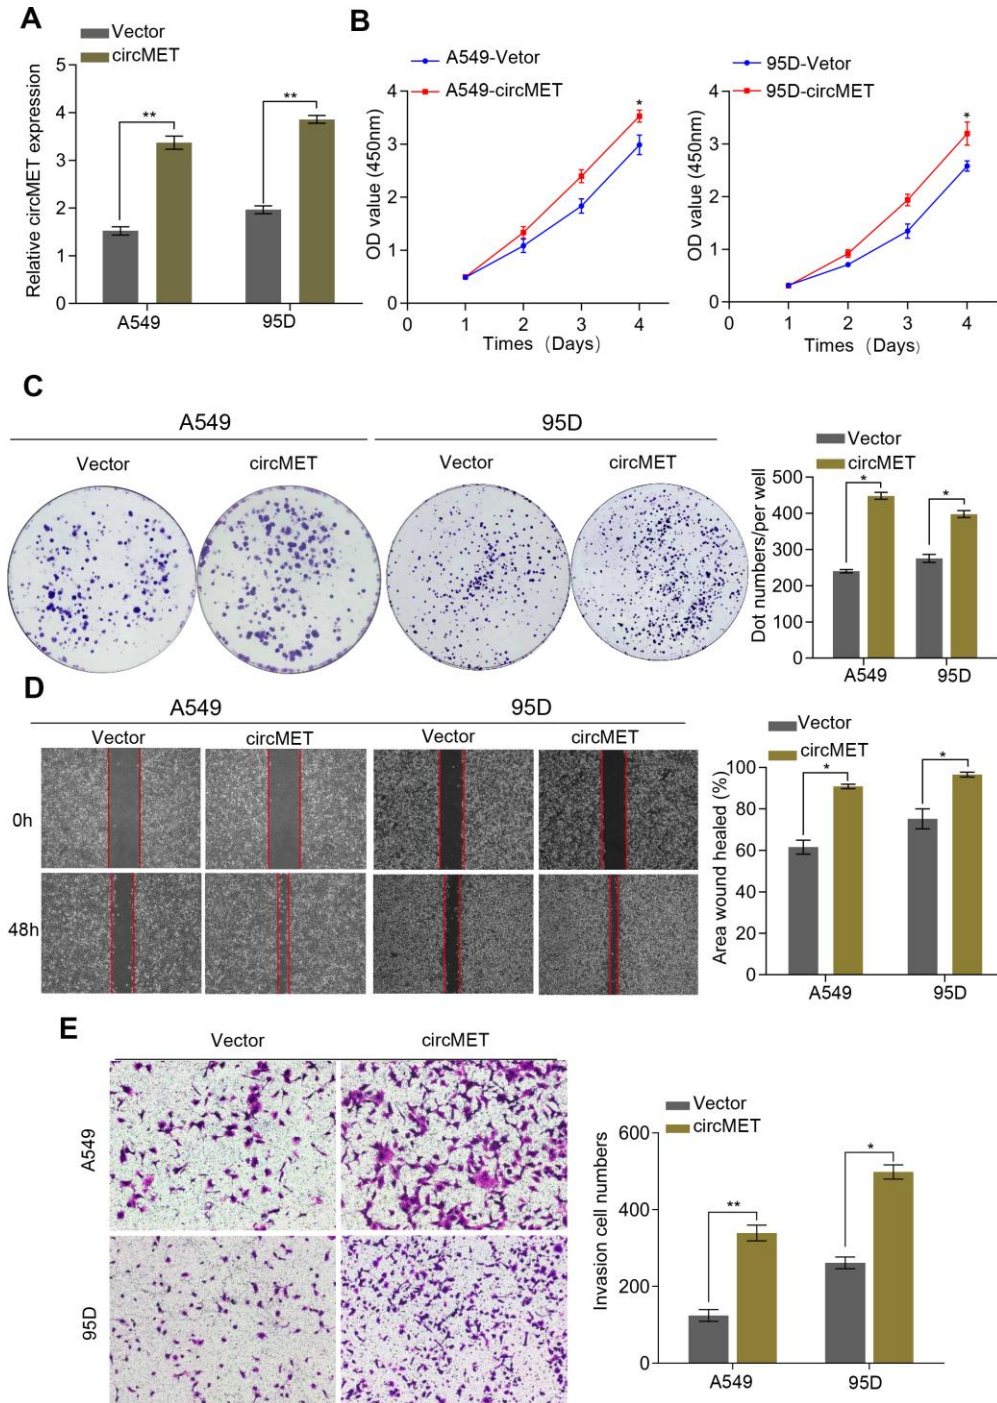 A
Vector
circMET
Relative circMET expression
5
4
3
2
1
0
**
**
A549
95D
B
A549-Vetor
A549-circMET
OD value (450nm)
4
3
2
1
0
*
0 1 2 3 4
Times (Days)
95D-Vetor
95D-circMET
OD value (450nm)
4
3
2
1
0
*
0 1 2 3 4
Times (Days)
C
A549
95D
Vector
circMET
Vector
circMET
Vector
circMET
Dot numbers/per well
500
400
300
200
100
0
*
*
A549
95D
D
A549
95D
Vector
circMET
Vector
circMET
0h
48h
Vector
circMET
Area wound healed (%)
100
80
60
40
20
0
*
*
A549
95D
E
Vector
circMET
A549
95D
Vector
circMET
Invasion cell numbers
600
400
200
0
**
*
A549
95D